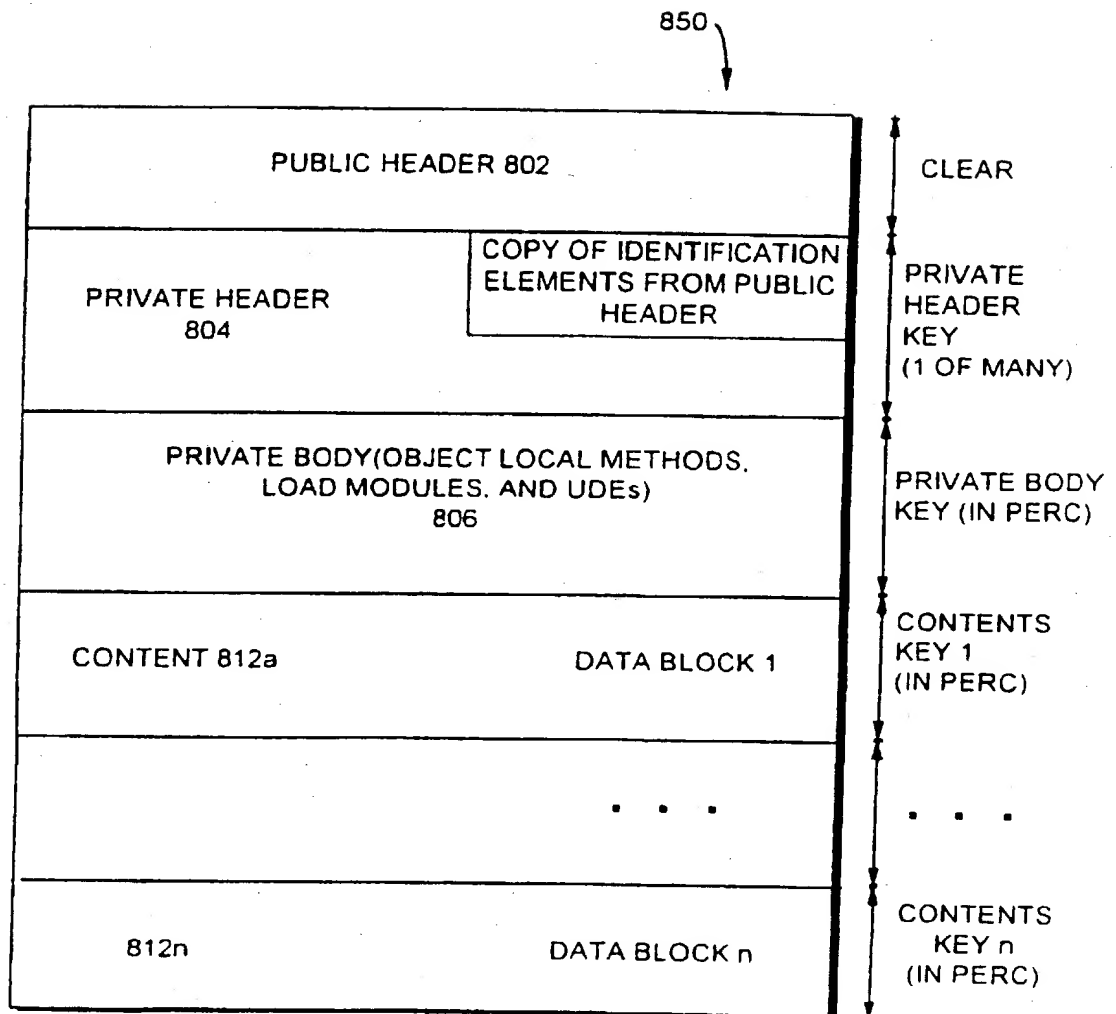 850
PUBLIC HEADER 802
CLEAR
COPY OF IDENTIFICATION
ELEMENTS FROM PUBLIC
HEADER
PRIVATE HEADER
804
PRIVATE
HEADER
KEY
(1 OF MANY)
PRIVATE BODY(OBJECT LOCAL METHODS,
LOAD MODULES, AND UDEs)
806
PRIVATE BODY
KEY (IN PERC)
CONTENT 812a
DATA BLOCK 1
CONTENTS
KEY 1
(IN PERC)
. . .
. . .
812n
DATA BLOCK n
CONTENTS
KEY n
(IN PERC)